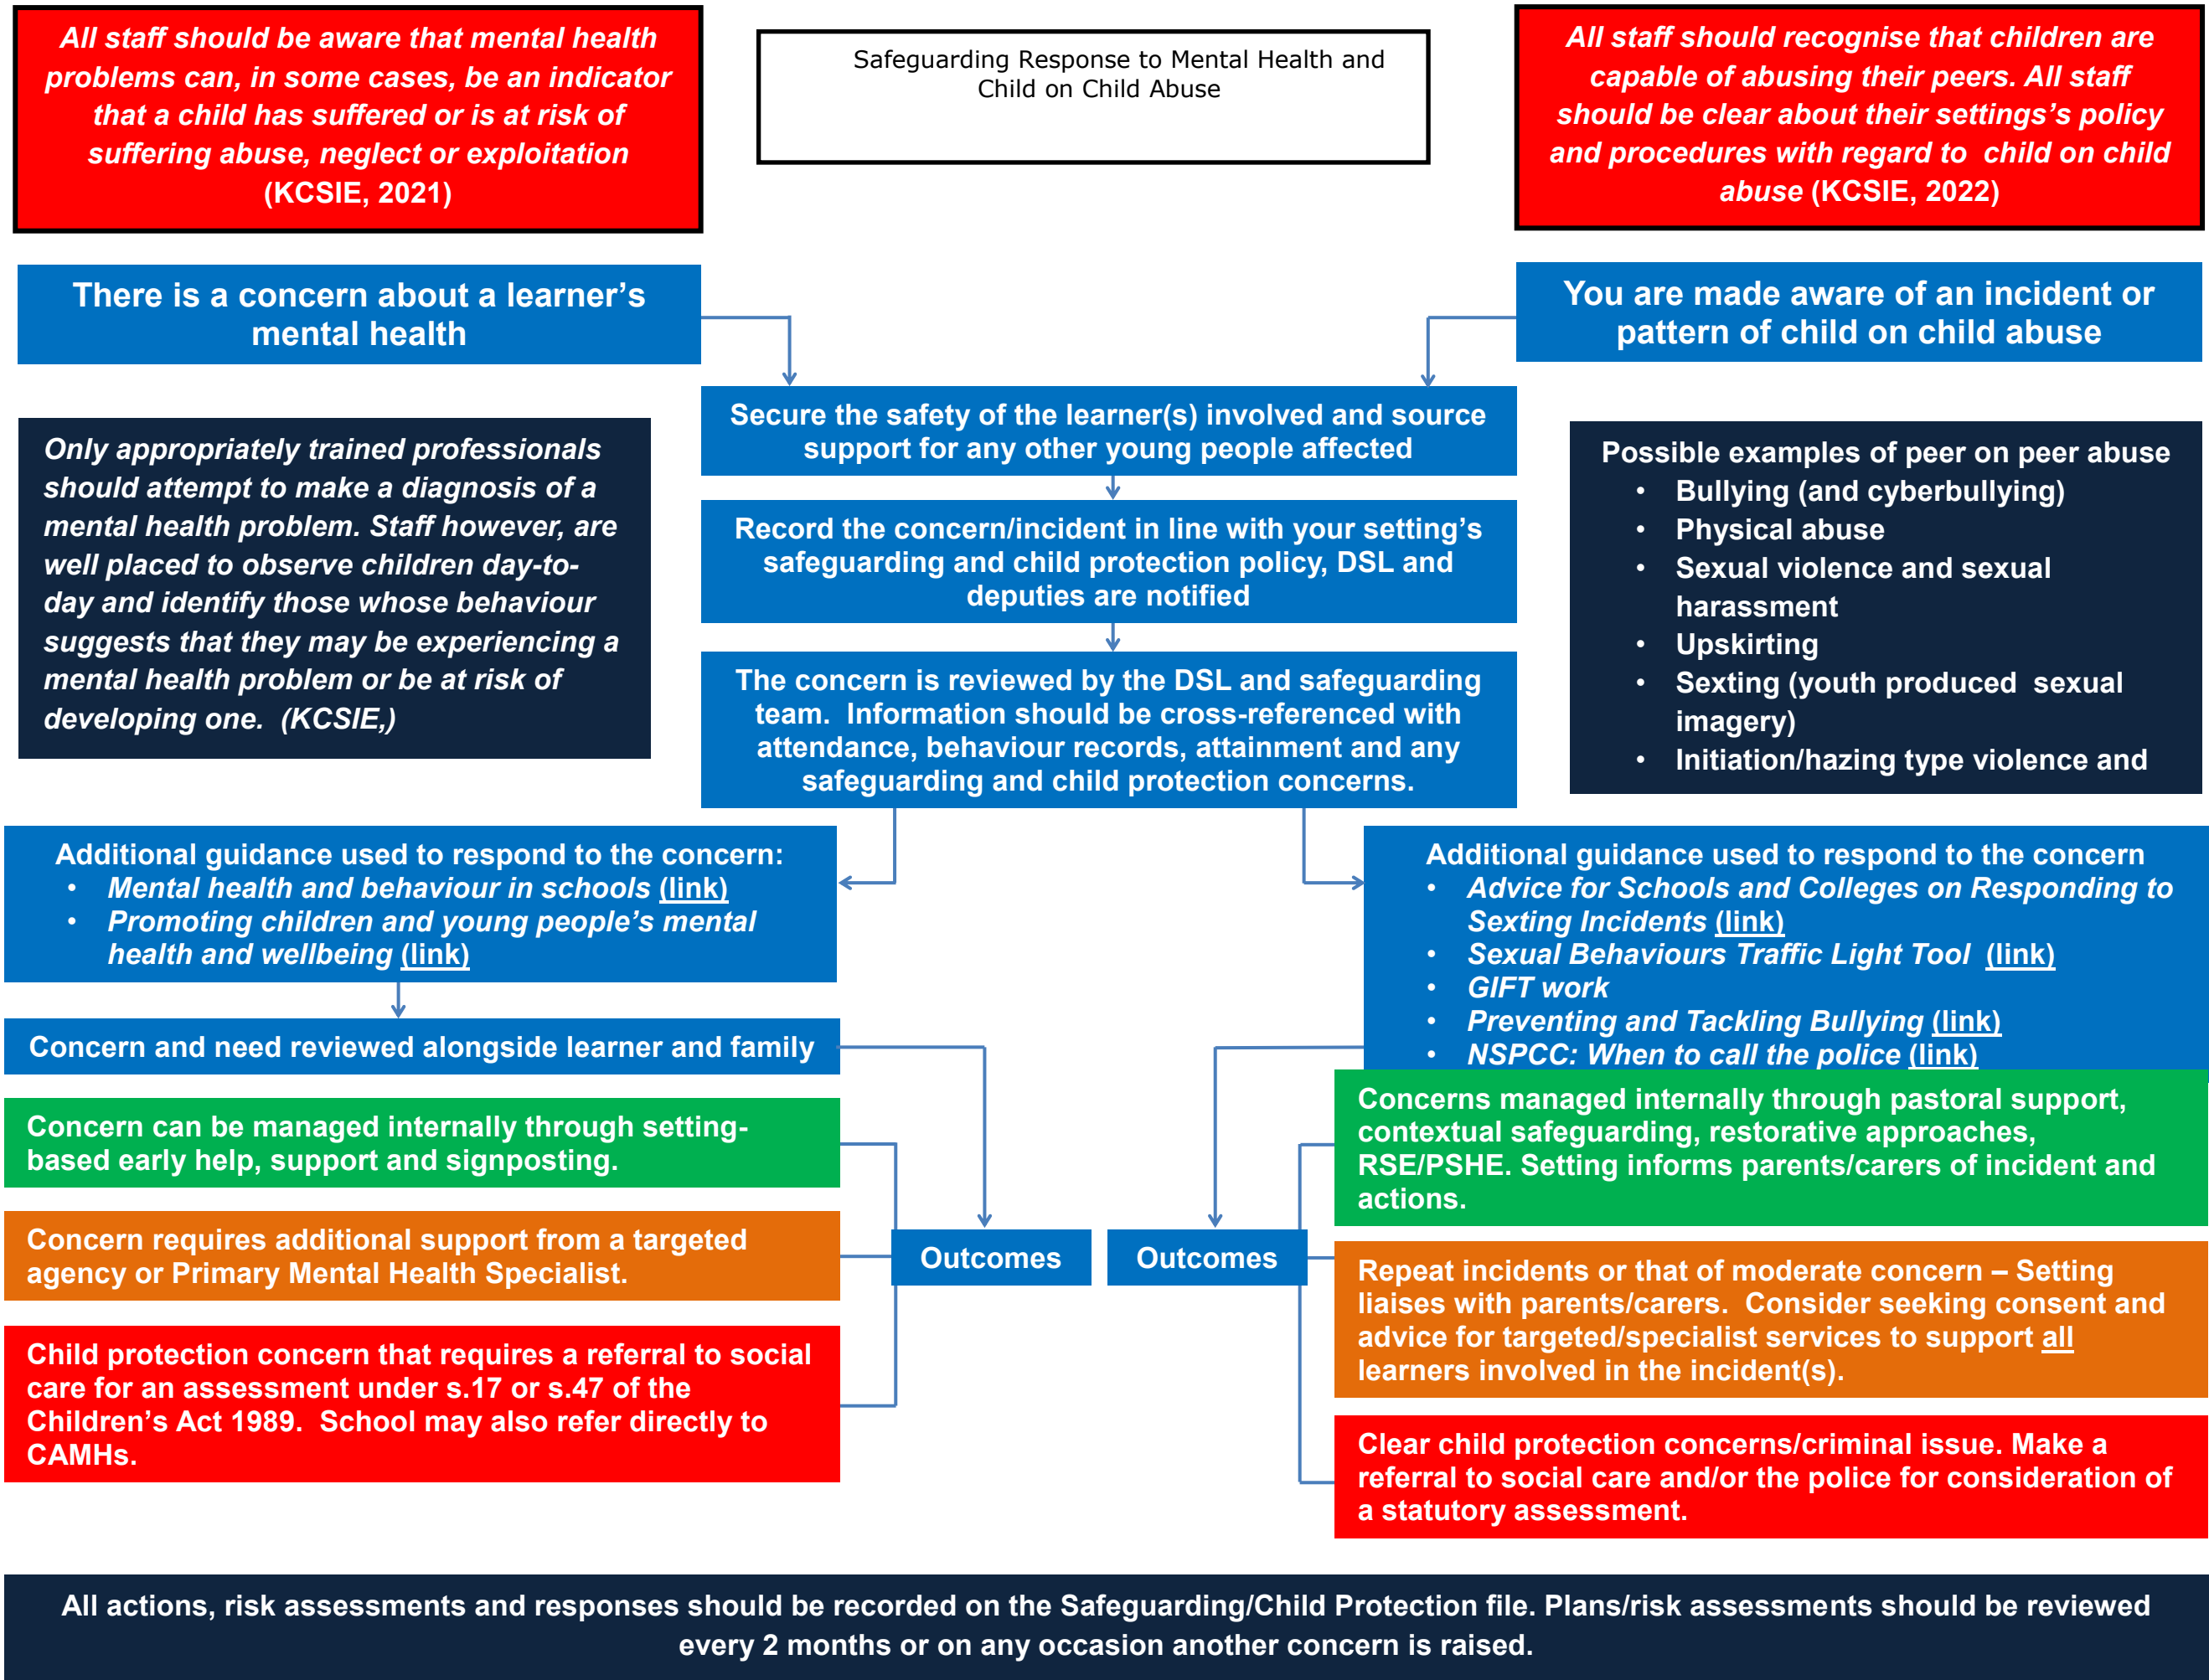 All staff should be aware that mental health
problems can, in some cases, be an indicator
that a child has suffered or is at risk of
suffering abuse, neglect or exploitation
(KCSIE, 2021)
Safeguarding Response to Mental Health and
Child on Child Abuse
All staff should recognise that children are
capable of abusing their peers. All staff
should be clear about their settings's policy
and procedures with regard to  child on child
abuse (KCSIE, 2022)
There is a concern about a learner’s
mental health
You are made aware of an incident or
pattern of child on child abuse
Secure the safety of the learner(s) involved and source
support for any other young people affected
Only appropriately trained professionals
should attempt to make a diagnosis of a
mental health problem. Staff however, are
well placed to observe children day-to-
day and identify those whose behaviour
suggests that they may be experiencing a
mental health problem or be at risk of
developing one.  (KCSIE,)
Record the concern/incident in line with your setting’s
safeguarding and child protection policy, DSL and
deputies are notified
The concern is reviewed by the DSL and safeguarding
team.  Information should be cross-referenced with
attendance, behaviour records, attainment and any
safeguarding and child protection concerns.
Possible examples of peer on peer abuse
• Bullying (and cyberbullying)
• Physical abuse
• Sexual violence and sexual
harassment
• Upskirting
• Sexting (youth produced  sexual
imagery)
• Initiation/hazing type violence and
Additional guidance used to respond to the concern:
• Mental health and behaviour in schools (link)
• Promoting children and young people’s mental
health and wellbeing (link)
Additional guidance used to respond to the concern
• Advice for Schools and Colleges on Responding to
Sexting Incidents (link)
• Sexual Behaviours Traffic Light Tool  (link)
• GIFT work
• Preventing and Tackling Bullying (link)
• NSPCC: When to call the police (link)
Concern and need reviewed alongside learner and family
Concern can be managed internally through setting-
based early help, support and signposting.
Concern requires additional support from a targeted
agency or Primary Mental Health Specialist.
Child protection concern that requires a referral to social
care for an assessment under s.17 or s.47 of the
Children’s Act 1989.  School may also refer directly to
CAMHs.
Outcomes
Outcomes
Concerns managed internally through pastoral support,
contextual safeguarding, restorative approaches,
RSE/PSHE. Setting informs parents/carers of incident and
actions.
Repeat incidents or that of moderate concern – Setting
liaises with parents/carers.  Consider seeking consent and
advice for targeted/specialist services to support all
learners involved in the incident(s).
Clear child protection concerns/criminal issue. Make a
referral to social care and/or the police for consideration of
a statutory assessment.
All actions, risk assessments and responses should be recorded on the Safeguarding/Child Protection file. Plans/risk assessments should be reviewed
every 2 months or on any occasion another concern is raised.